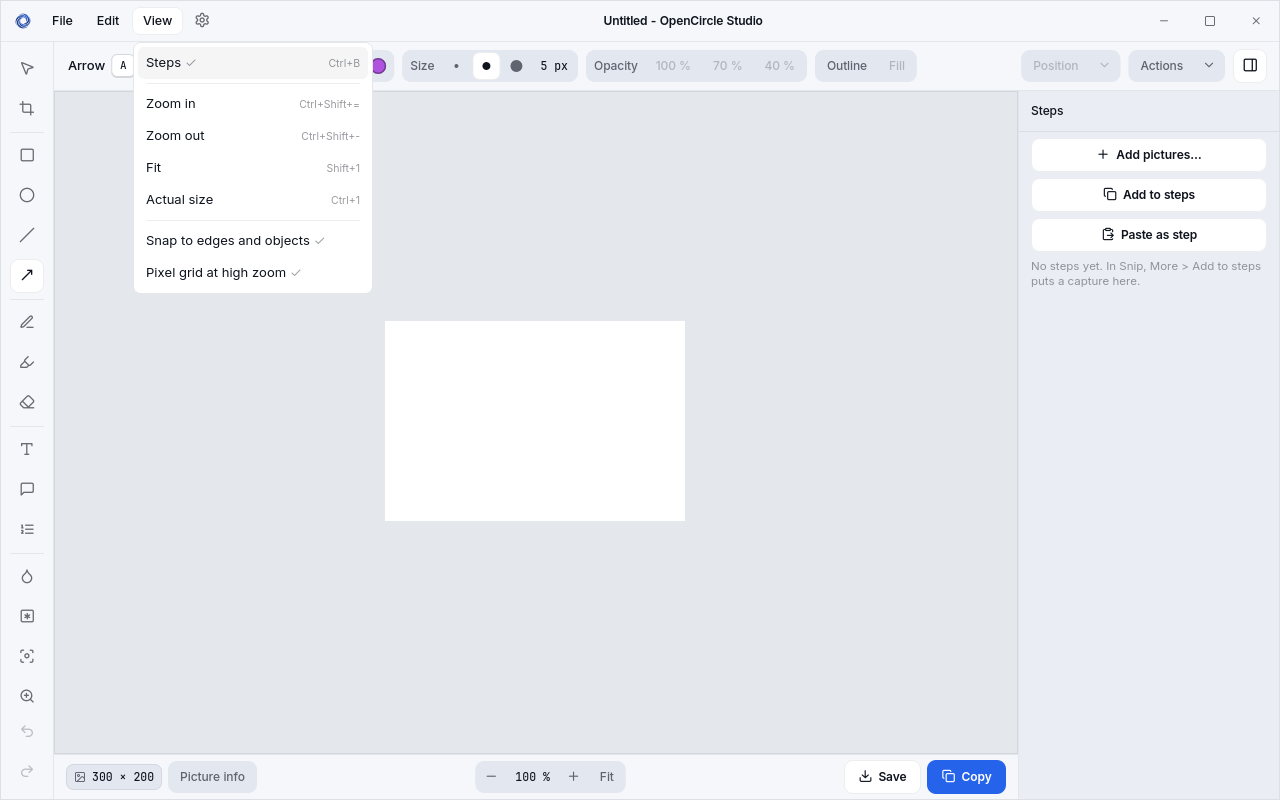 File Edit View Untitled - OpenCircle Studio
Arrow A Size 5 px Opacity 100 % 70 % 40 % Outline Fill Position Actions
Steps Ctrl+B
Zoom in Ctrl+Shift+=
Zoom out Ctrl+Shift+-
Fit Shift+1
Actual size Ctrl+1
Snap to edges and objects
Pixel grid at high zoom
Steps
Add pictures...
Add to steps
Paste as step
No steps yet. In Snip, More > Add to steps
puts a capture here.
300 × 200 Picture info 100 % Fit Save Copy